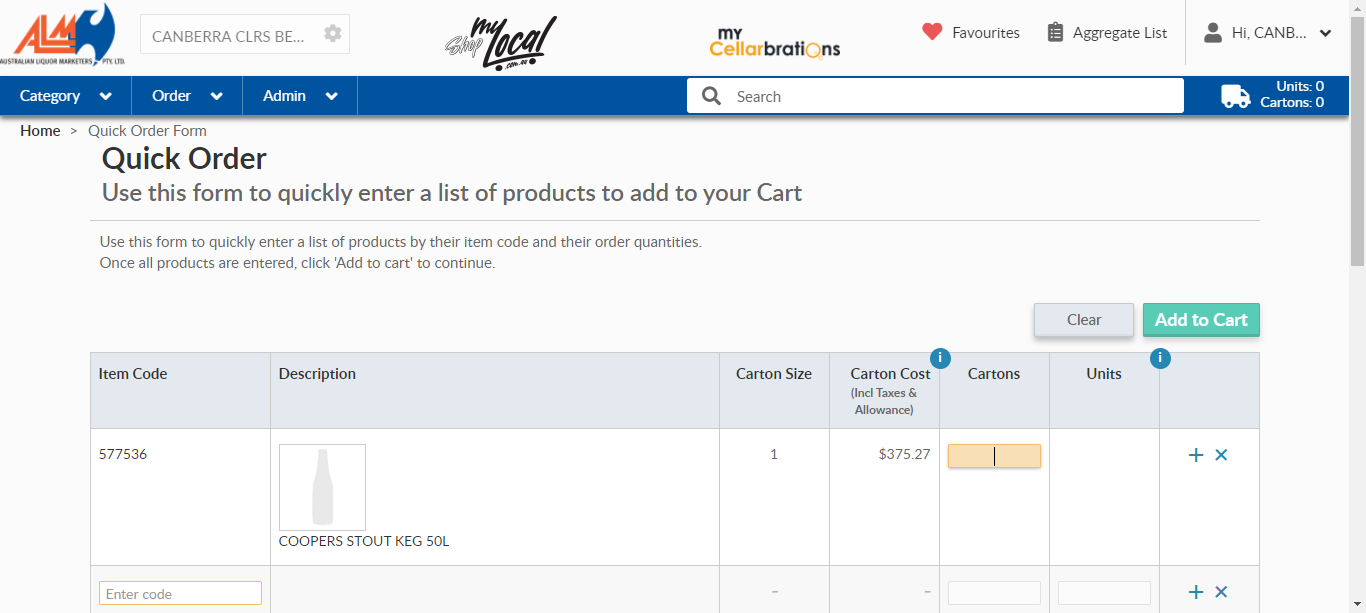 ALM
AUSTRALIAN LIQUOR MARKETERS PTY. LTD.
CANBERRA CLRS BE...
Shop my Local
.com.au
my
Cellarbrations
Favourites
Aggregate List
Hi, CANB...
Category
Order
Admin
Search
Units: 0
Cartons: 0
Home > Quick Order Form
Quick Order
Use this form to quickly enter a list of products to add to your Cart
Use this form to quickly enter a list of products by their item code and their order quantities.
Once all products are entered, click 'Add to cart' to continue.
Clear
Add to Cart
i
i
Item Code
Description
Carton Size
Carton Cost
(Incl Taxes &
Allowance)
Cartons
Units
577536
1
$375.27
+ ×
COOPERS STOUT KEG 50L
Enter code
–
–
+ ×